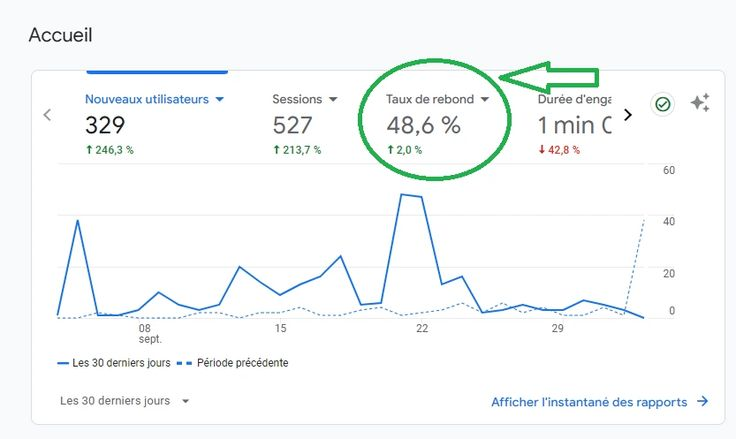 Accueil
Nouveaux utilisateurs
329
246,3 %
Sessions
527
213,7 %
Taux de rebond
48,6 %
2,0 %
Durée d'enga
1 min
42,8 %
60
40
20
0
08
sept.
15
22
29
Les 30 derniers jours
Période précédente
Les 30 derniers jours
Afficher l'instantané des rapports